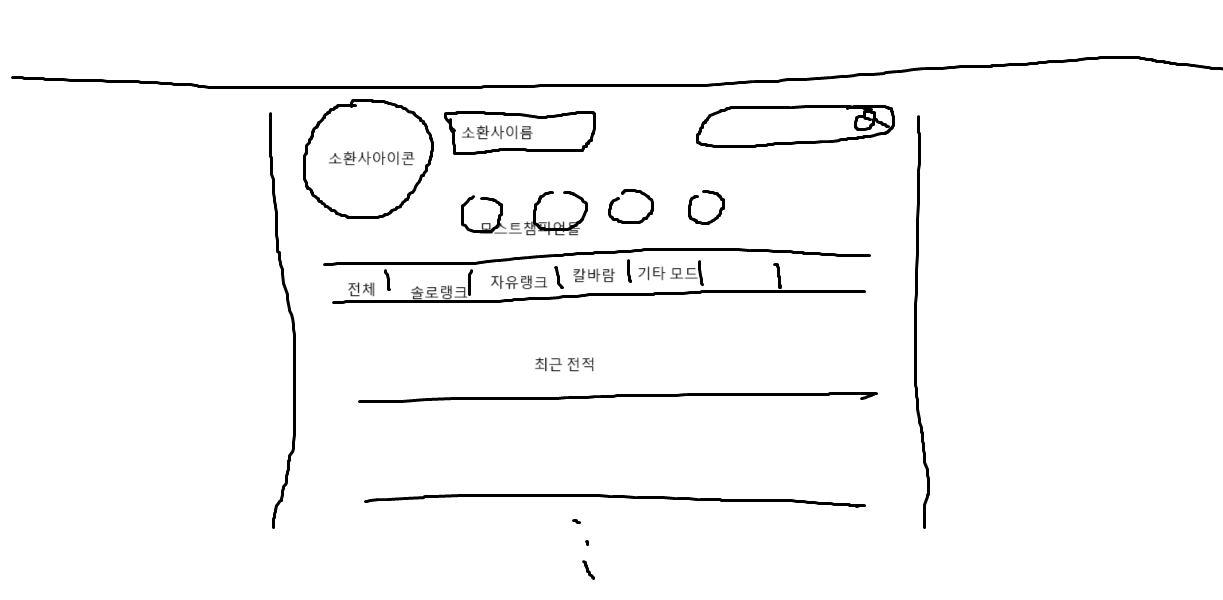 소환사이름
소환사아이콘
모스트챔피언들
전체
솔로랭크
자유랭크
칼바람
기타 모드
최근 전적